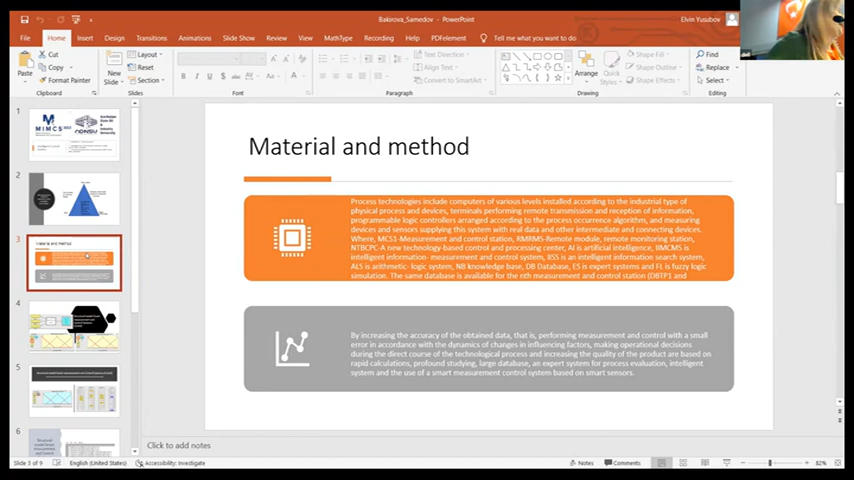 Bakirova_Samedov - PowerPoint
Elvin Yusubov
File Home Insert Design Transitions Animations Slide Show Review View MathType Recording Help PDFelement Tell me what you want to do
Paste
Cut
Copy
Format Painter
Clipboard
New
Slide
Layout
Reset
Section
Slides
Font
Text Direction
Align Text
Convert to SmartArt
Paragraph
Arrange
Quick
Styles
Shape Fill
Shape Outline
Shape Effects
Drawing
Find
Replace
Select
Editing
1
MIMCS
2
3
Material and method
4
5
6
Material and method
Process technologies include computers of various levels installed according to the industrial type of
physical process and devices, terminals performing remote transmission and reception of information,
programmable logic controllers arranged according to the process occurrence algorithm, and measuring
devices and sensors supplying this system with real data and other intermediate and connecting devices.
Where, MCS1-Measurement and control station, RMRMS-Remote module, remote monitoring station,
NTBCPC-A new technology-based control and processing center, AI is artificial intelligence, IIMCMS is
intelligent information- measurement and control system, IISS is an intelligent information search system,
ALS is arithmetic- logic system, NB knowledge base, DB Database, ES is expert systems and FL is fuzzy logic
simulation. The same database is available for the nth measurement and control station (DBTP1 and
By increasing the accuracy of the obtained data, that is, performing measurement and control with a small
error in accordance with the dynamics of changes in influencing factors, making operational decisions
during the direct course of the technological process and increasing the quality of the product are based on
rapid calculations, profound studying, large database, an expert system for process evaluation, intelligent
system and the use of a smart measurement control system based on smart sensors.
Click to add notes
Slide 3 of 9 English (United States) Accessibility: Investigate Notes Comments 82%